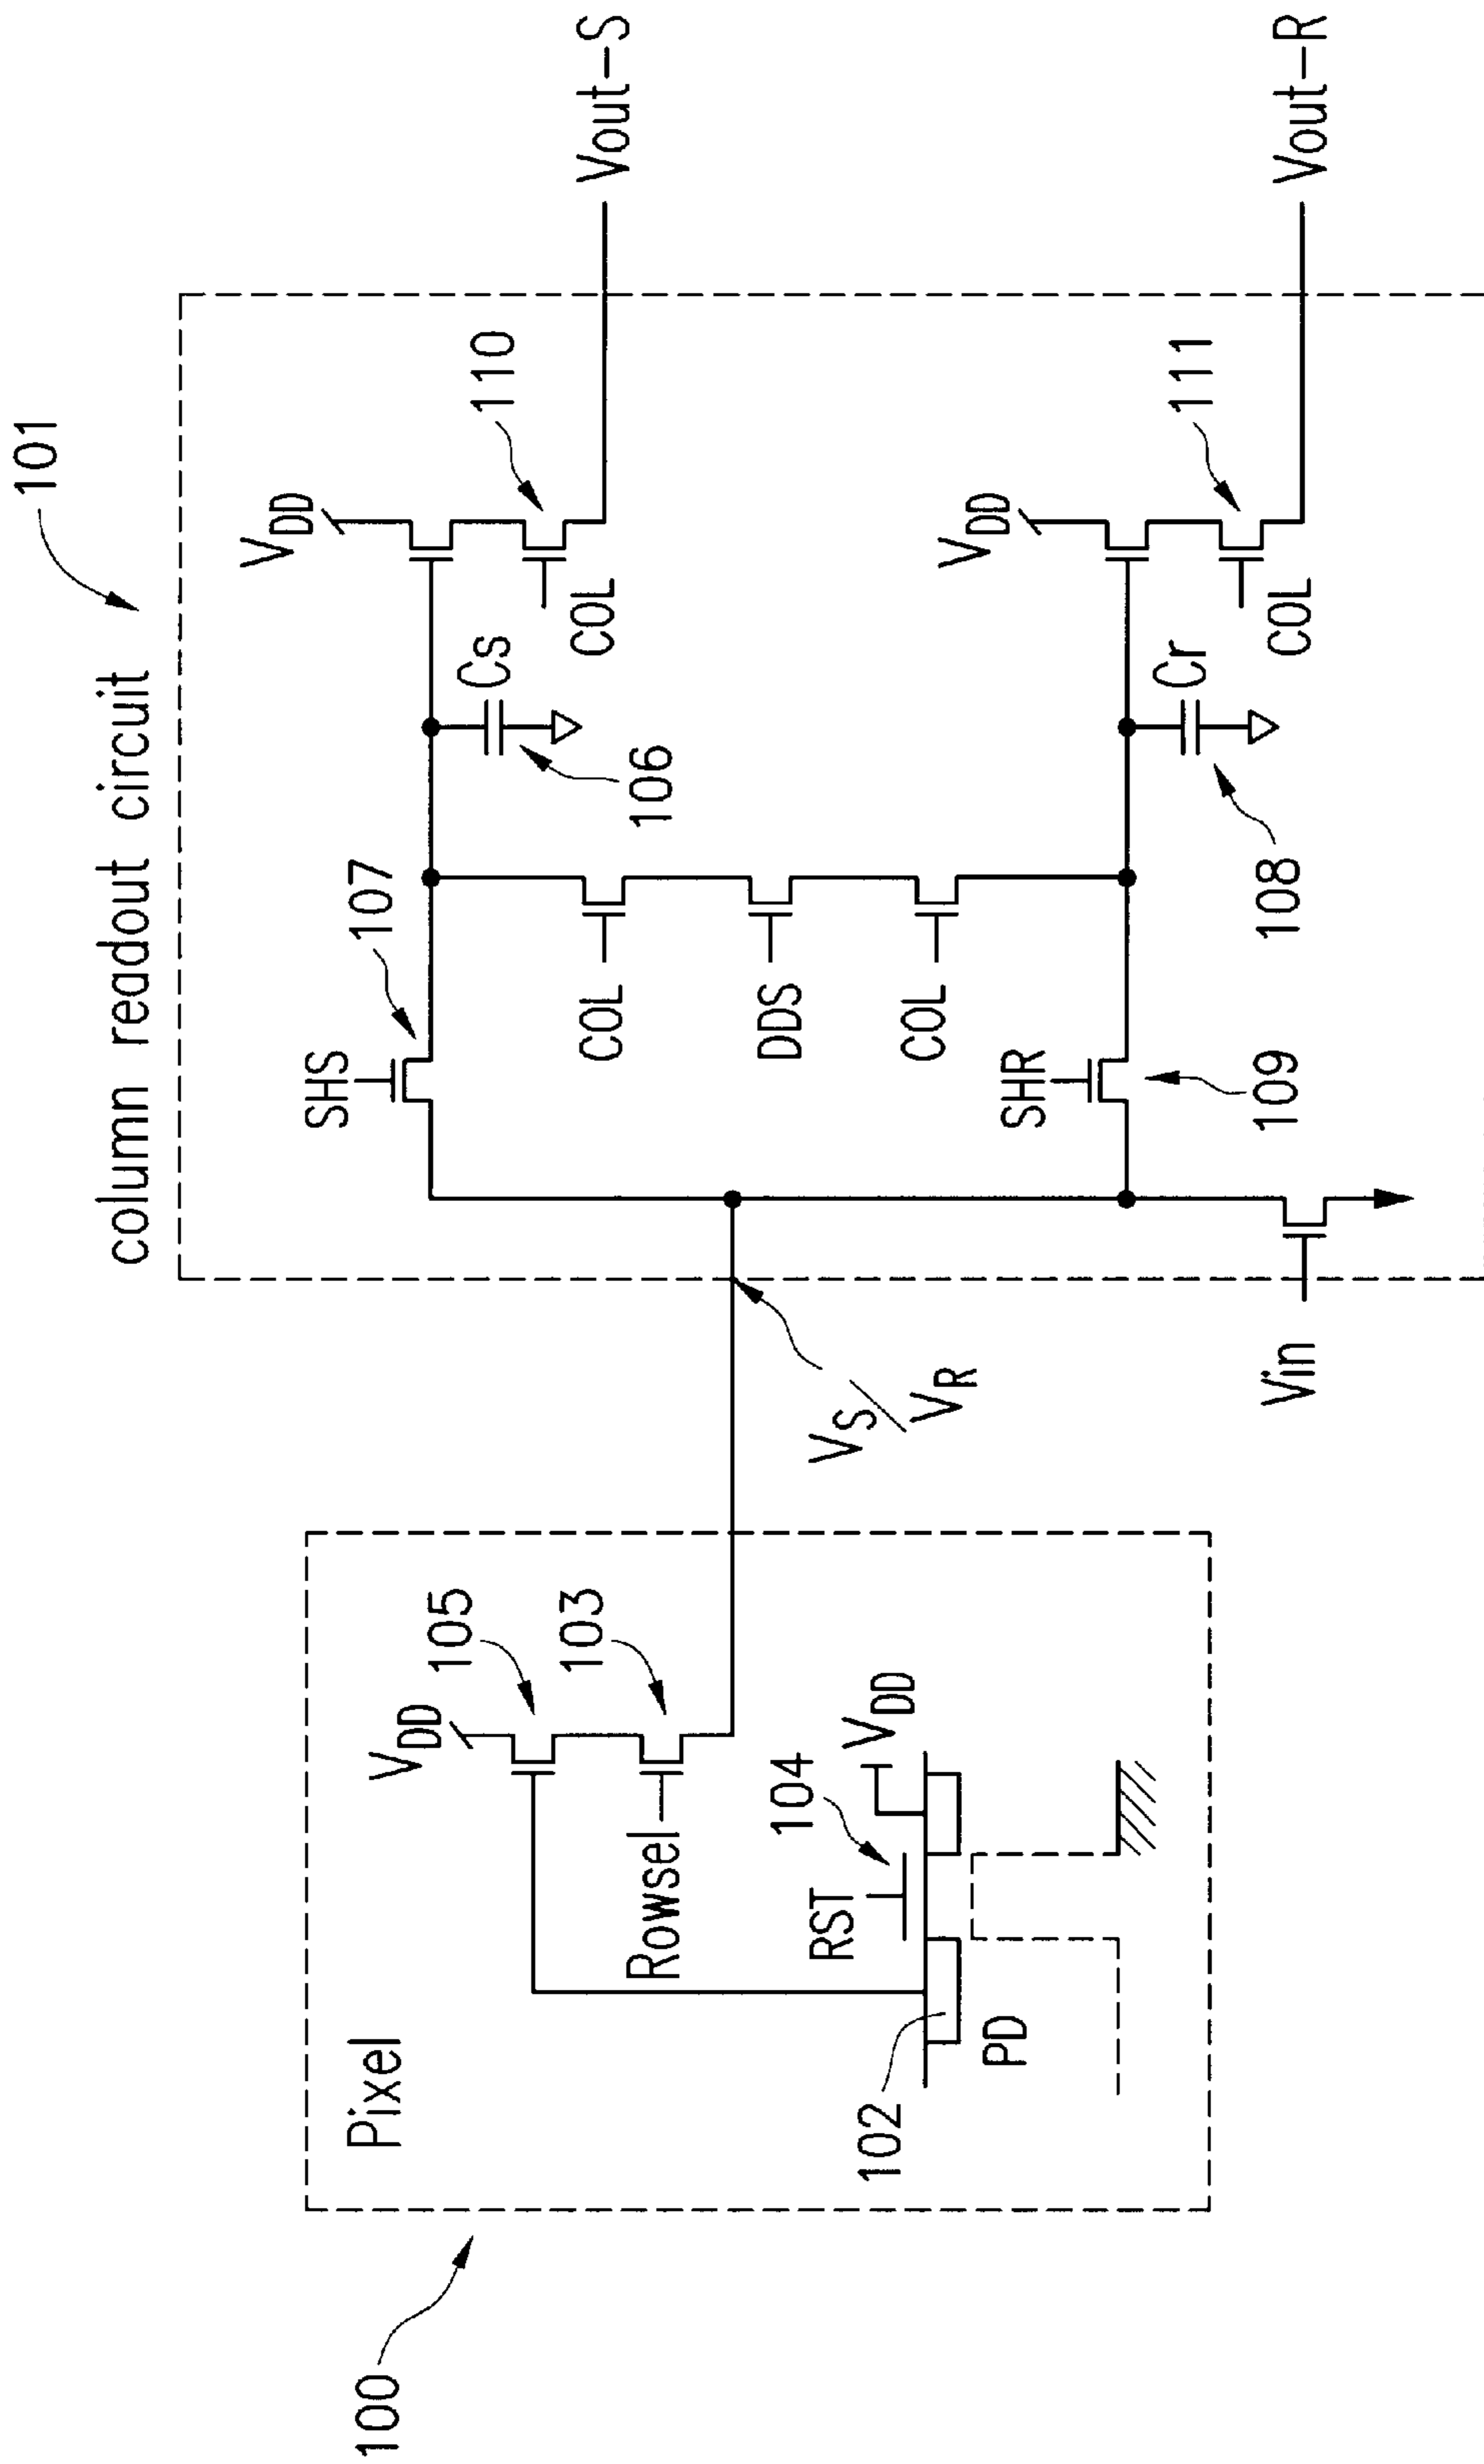 101
column readout circuit
100
Pixel
VDD
105
103
Rowsel
104
VDD
RST
102
PD
VS/VR
Vin
SHS
107
COL
DDS
COL
SHR
109
VDD
110
Cs
COL
106
Vout-S
VDD
111
Cr
COL
108
Vout-R